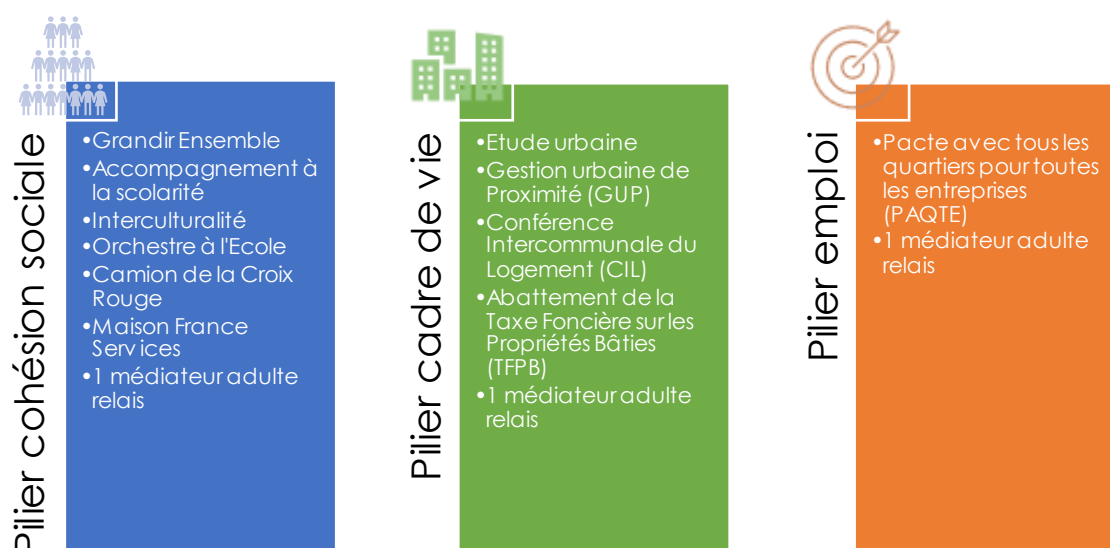 Pilier cohésion sociale
•Grandir Ensemble
•Accompagnement à
la scolarité
•Interculturalité
•Orchestre à l'Ecole
•Camion de la Croix
Rouge
•Maison France
Services
•1 médiateur adulte
relais
Pilier cadre de vie
•Etude urbaine
•Gestion urbaine de
Proximité (GUP)
•Conférence
Intercommunale du
Logement (CIL)
•Abattement de la
Taxe Foncière sur les
Propriétés Bâties
(TFPB)
•1 médiateur adulte
relais
Pilier emploi
•Pacte avec tous les
quartiers pour toutes
les entreprises
(PAQTE)
•1 médiateur adulte
relais